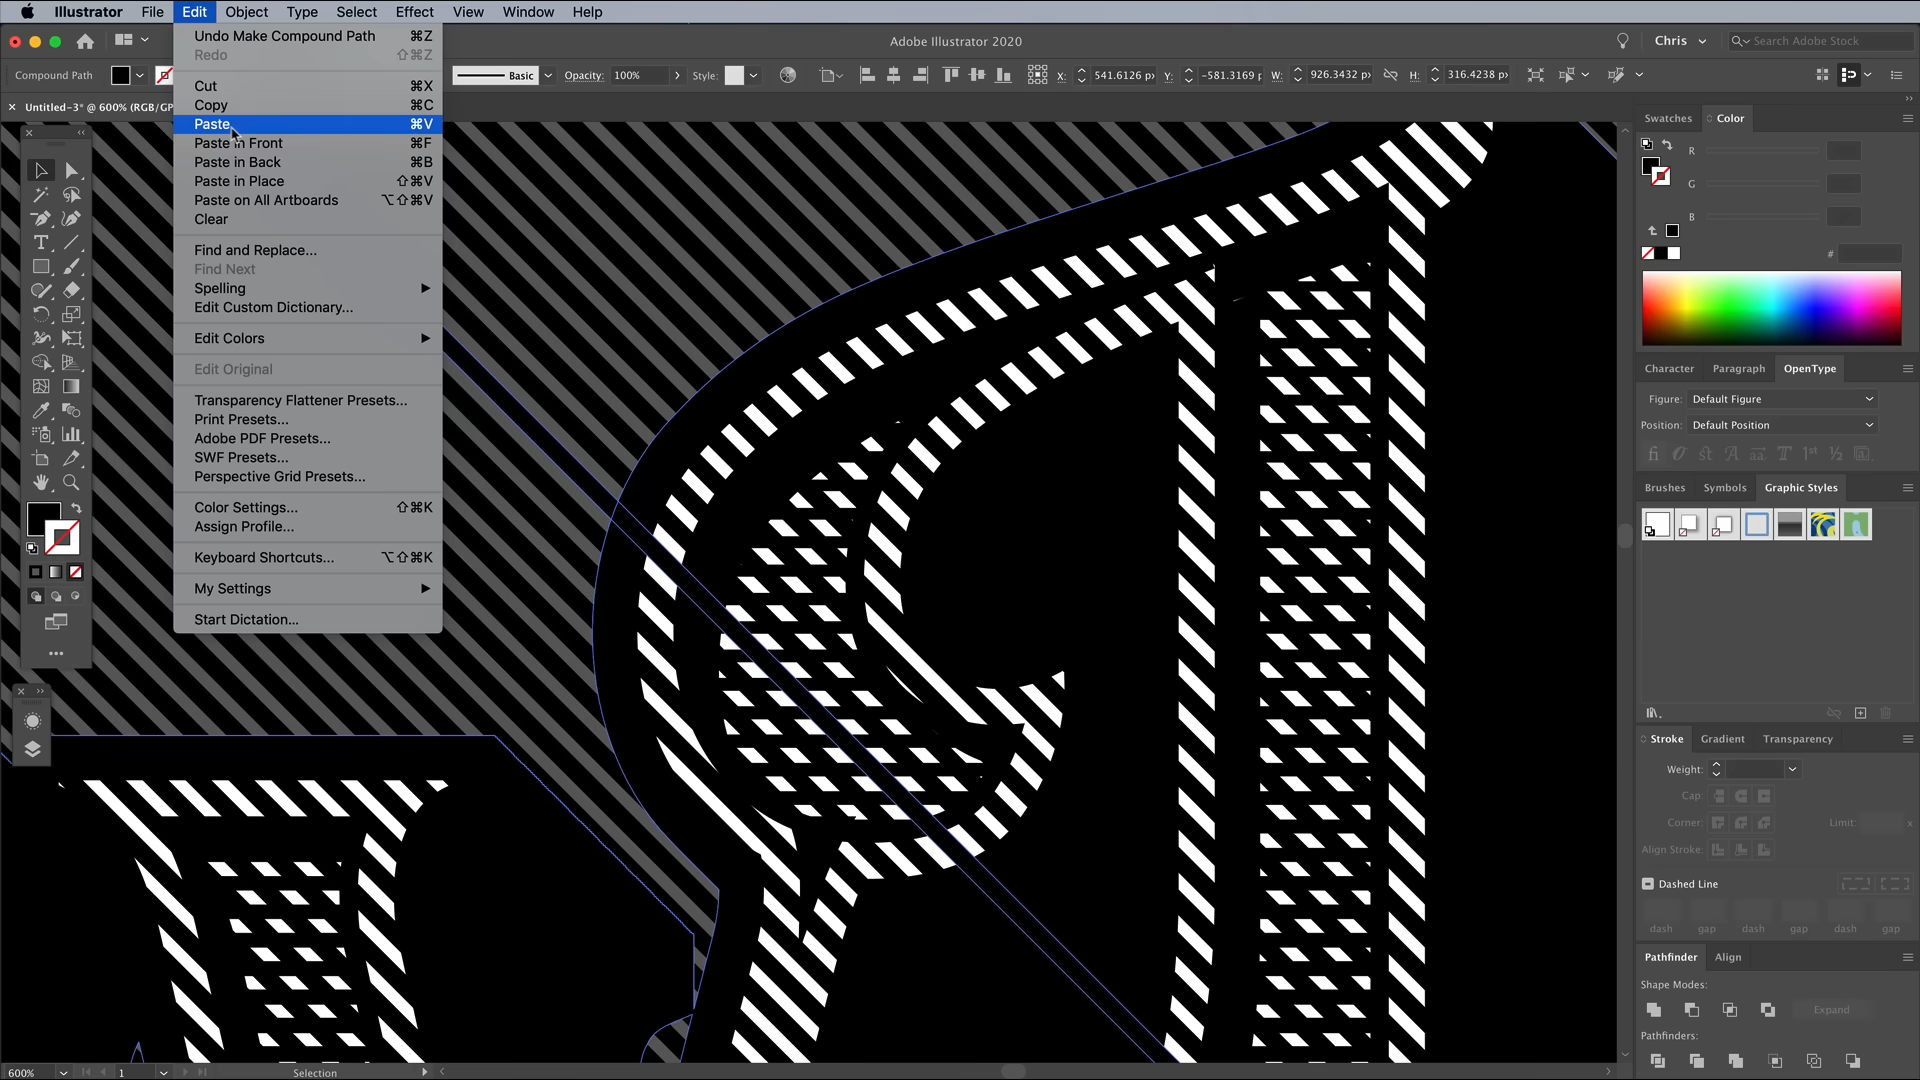 Illustrator File Edit Object Type Select Effect View Window Help
Adobe Illustrator 2020
Chris
Search Adobe Stock
Compound Path
Basic
Opacity: 100%
Style:
X: 541.6126 p
Y: -581.3169 p
W: 926.3432 p
H: 316.4238 p
Untitled-3* @ 600% (RGB/GP
Undo Make Compound Path ⌘Z
Redo ⇧⌘Z
Cut ⌘X
Copy ⌘C
Paste ⌘V
Paste in Front ⌘F
Paste in Back ⌘B
Paste in Place ⇧⌘V
Paste on All Artboards ⌥⇧⌘V
Clear
Find and Replace...
Find Next
Spelling
Edit Custom Dictionary...
Edit Colors
Edit Original
Transparency Flattener Presets...
Print Presets...
Adobe PDF Presets...
SWF Presets...
Perspective Grid Presets...
Color Settings... ⇧⌘K
Assign Profile...
Keyboard Shortcuts... ⌥⇧⌘K
My Settings
Start Dictation...
Swatches Color
R
G
B
#
Character Paragraph OpenType
Figure: Default Figure
Position: Default Position
Brushes Symbols Graphic Styles
Stroke Gradient Transparency
Weight:
Cap:
Corner: Limit: x
Align Stroke:
Dashed Line
dash gap dash gap dash gap
Pathfinder Align
Shape Modes:
Expand
Pathfinders:
600% 1 Selection